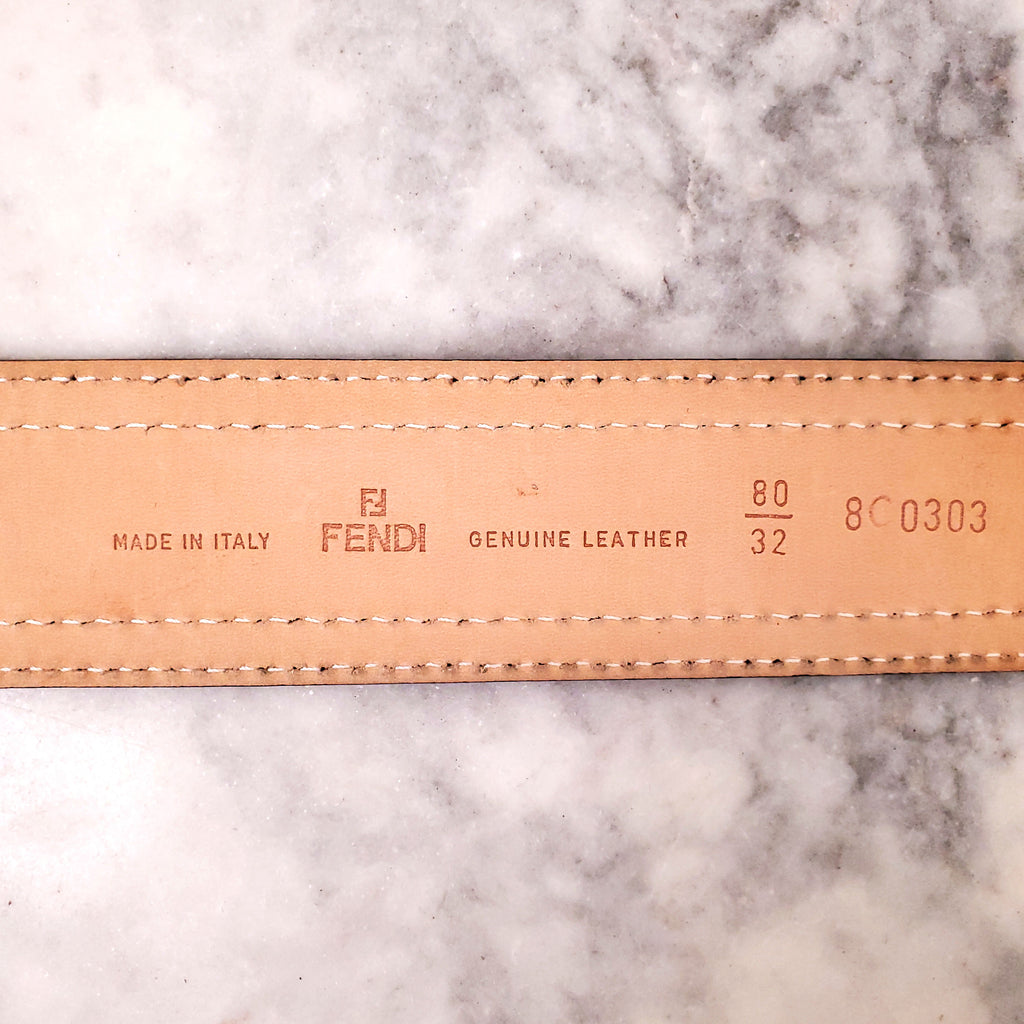 MADE IN ITALY
FENDI
GENUINE LEATHER
80
32
8C0303